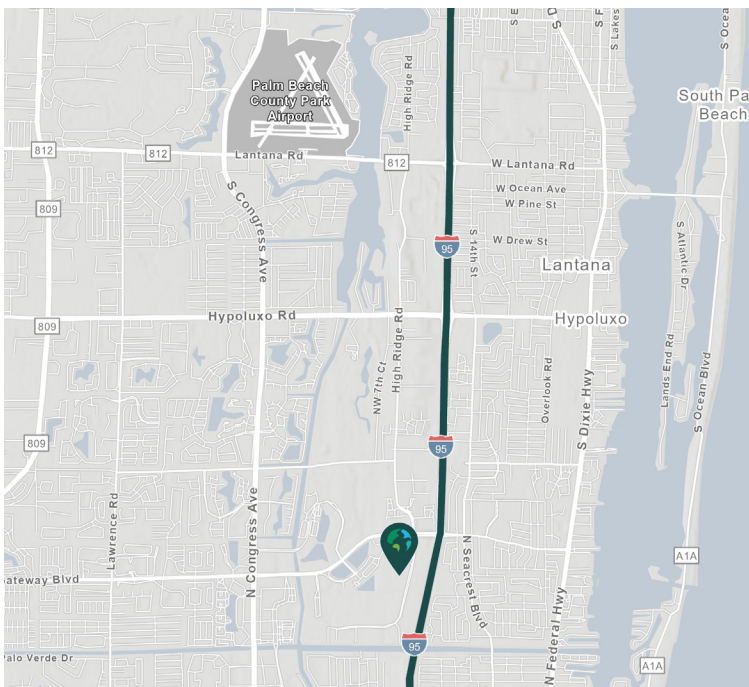 S E
S D
S F
S Lakes
S Ocea
Palm Beach
County Park
Airport
High Ridge Rd
South Pa
Beach
812
812
Lantana Rd
812
W Lantana Rd
W Ocean Ave
W Pine St
809
S Congress Ave
S 14th St
W Drew St
95
S Atlantic Dr
Lantana
Hypoluxo Rd
809
Hypoluxo
High Ridge Rd
NW 7th Ct
Overlook Rd
S Dixie Hwy
Lands End Rd
S Ocean Blvd
809
95
Lawrence Rd
N Congress Ave
N Seacrest Blvd
A1A
ateway Blvd
N Federal Hwy
95
alo Verde Dr
A1A